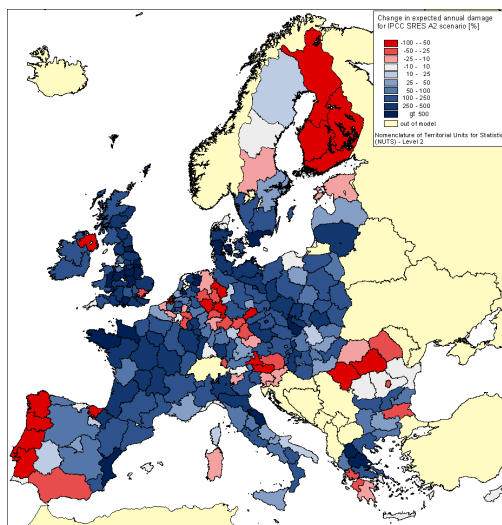 Change in expected annual damage
for IPCC SRES A2 scenario [%]
-100 - -50
-50 - -25
-25 - -10
-10 - 10
10 - 25
25 - 50
50 - 100
100 - 250
250 - 500
gt 500
out of model
Nomenclature of Territorial Units for Statistic
(NUTS) - Level 2